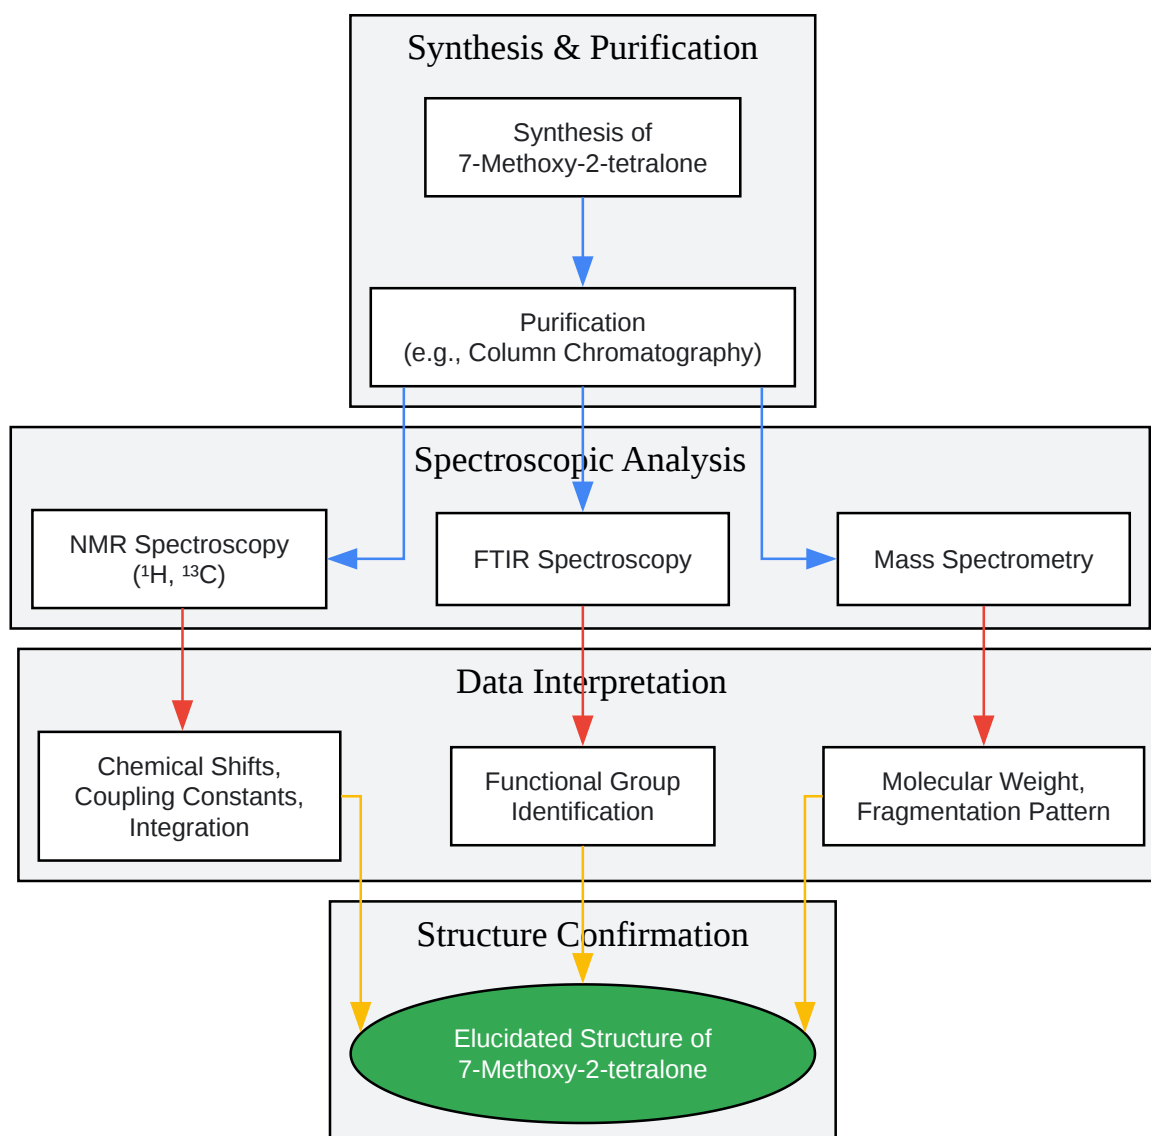 Synthesis & Purification
Synthesis of
7-Methoxy-2-tetralone
Purification
(e.g., Column Chromatography)
Spectroscopic Analysis
NMR Spectroscopy
(¹H, ¹³C)
FTIR Spectroscopy
Mass Spectrometry
Data Interpretation
Chemical Shifts,
Coupling Constants,
Integration
Functional Group
Identification
Molecular Weight,
Fragmentation Pattern
Structure Confirmation
Elucidated Structure of
7-Methoxy-2-tetralone